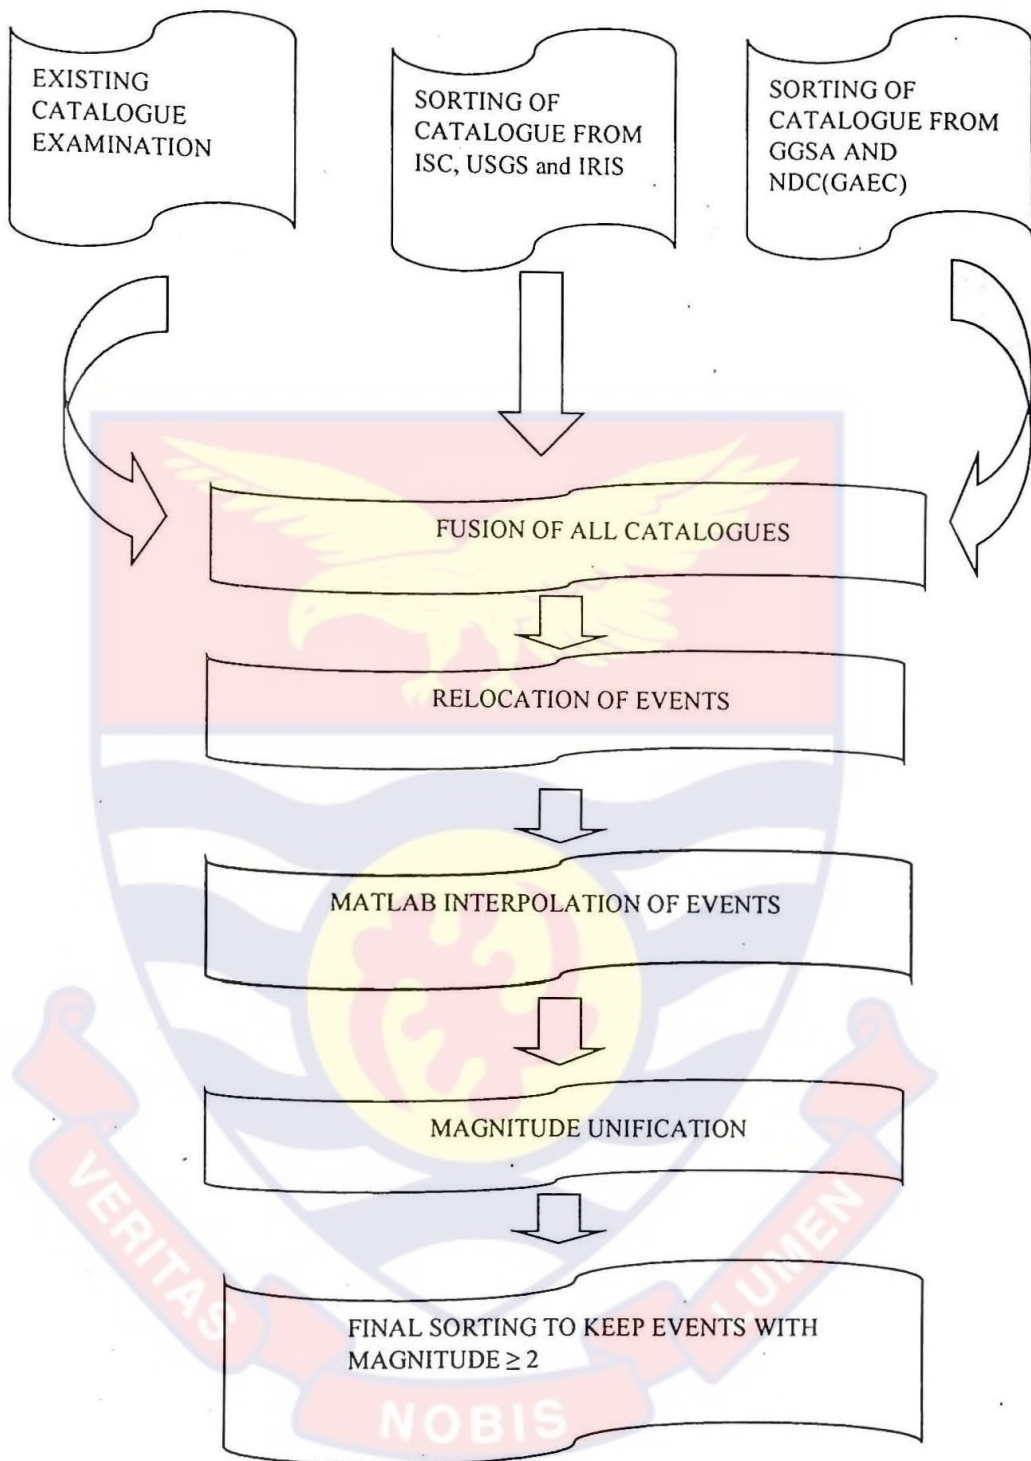 EXISTING
CATALOGUE
EXAMINATION
SORTING OF
CATALOGUE FROM
ISC, USGS and IRIS
SORTING OF
CATALOGUE FROM
GGSA AND
NDC(GAEC)
FUSION OF ALL CATALOGUES
RELOCATION OF EVENTS
MATLAB INTERPOLATION OF EVENTS
MAGNITUDE UNIFICATION
FINAL SORTING TO KEEP EVENTS WITH
MAGNITUDE ≥ 2
VERITAS
NOBIS
LUMEN